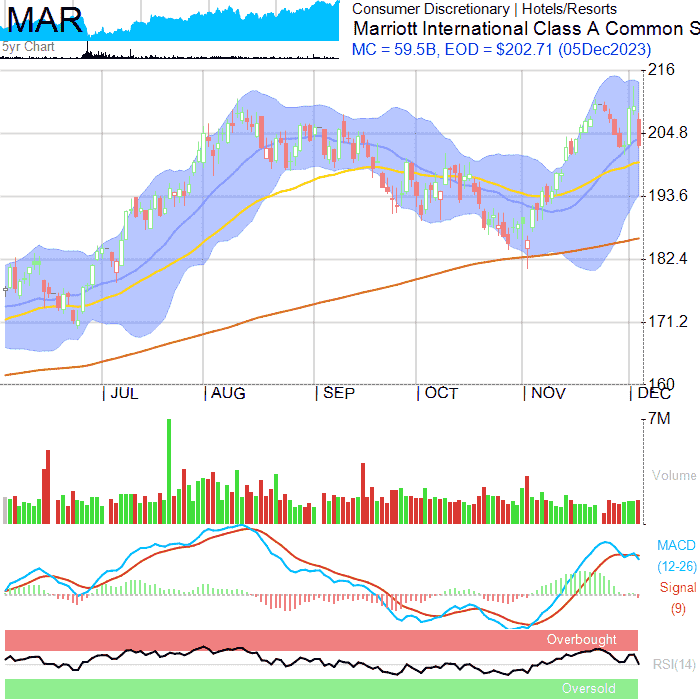 MAR
5yr Chart
Consumer Discretionary | Hotels/Resorts
Marriott International Class A Common S
MC = 59.5B, EOD = $202.71 (05Dec2023)
216
204.8
193.6
182.4
171.2
160
JUL AUG SEP OCT NOV DEC
7M
Volume
MACD
(12-26)
Signal
(9)
Overbought
RSI(14)
Oversold